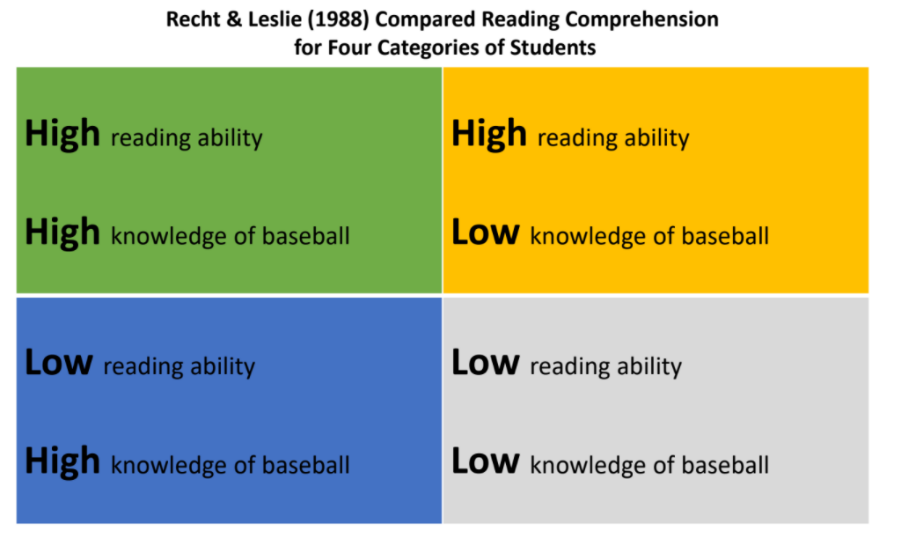 Recht & Leslie (1988) Compared Reading Comprehension
for Four Categories of Students
High reading ability
High knowledge of baseball
High reading ability
Low knowledge of baseball
Low reading ability
High knowledge of baseball
Low reading ability
Low knowledge of baseball